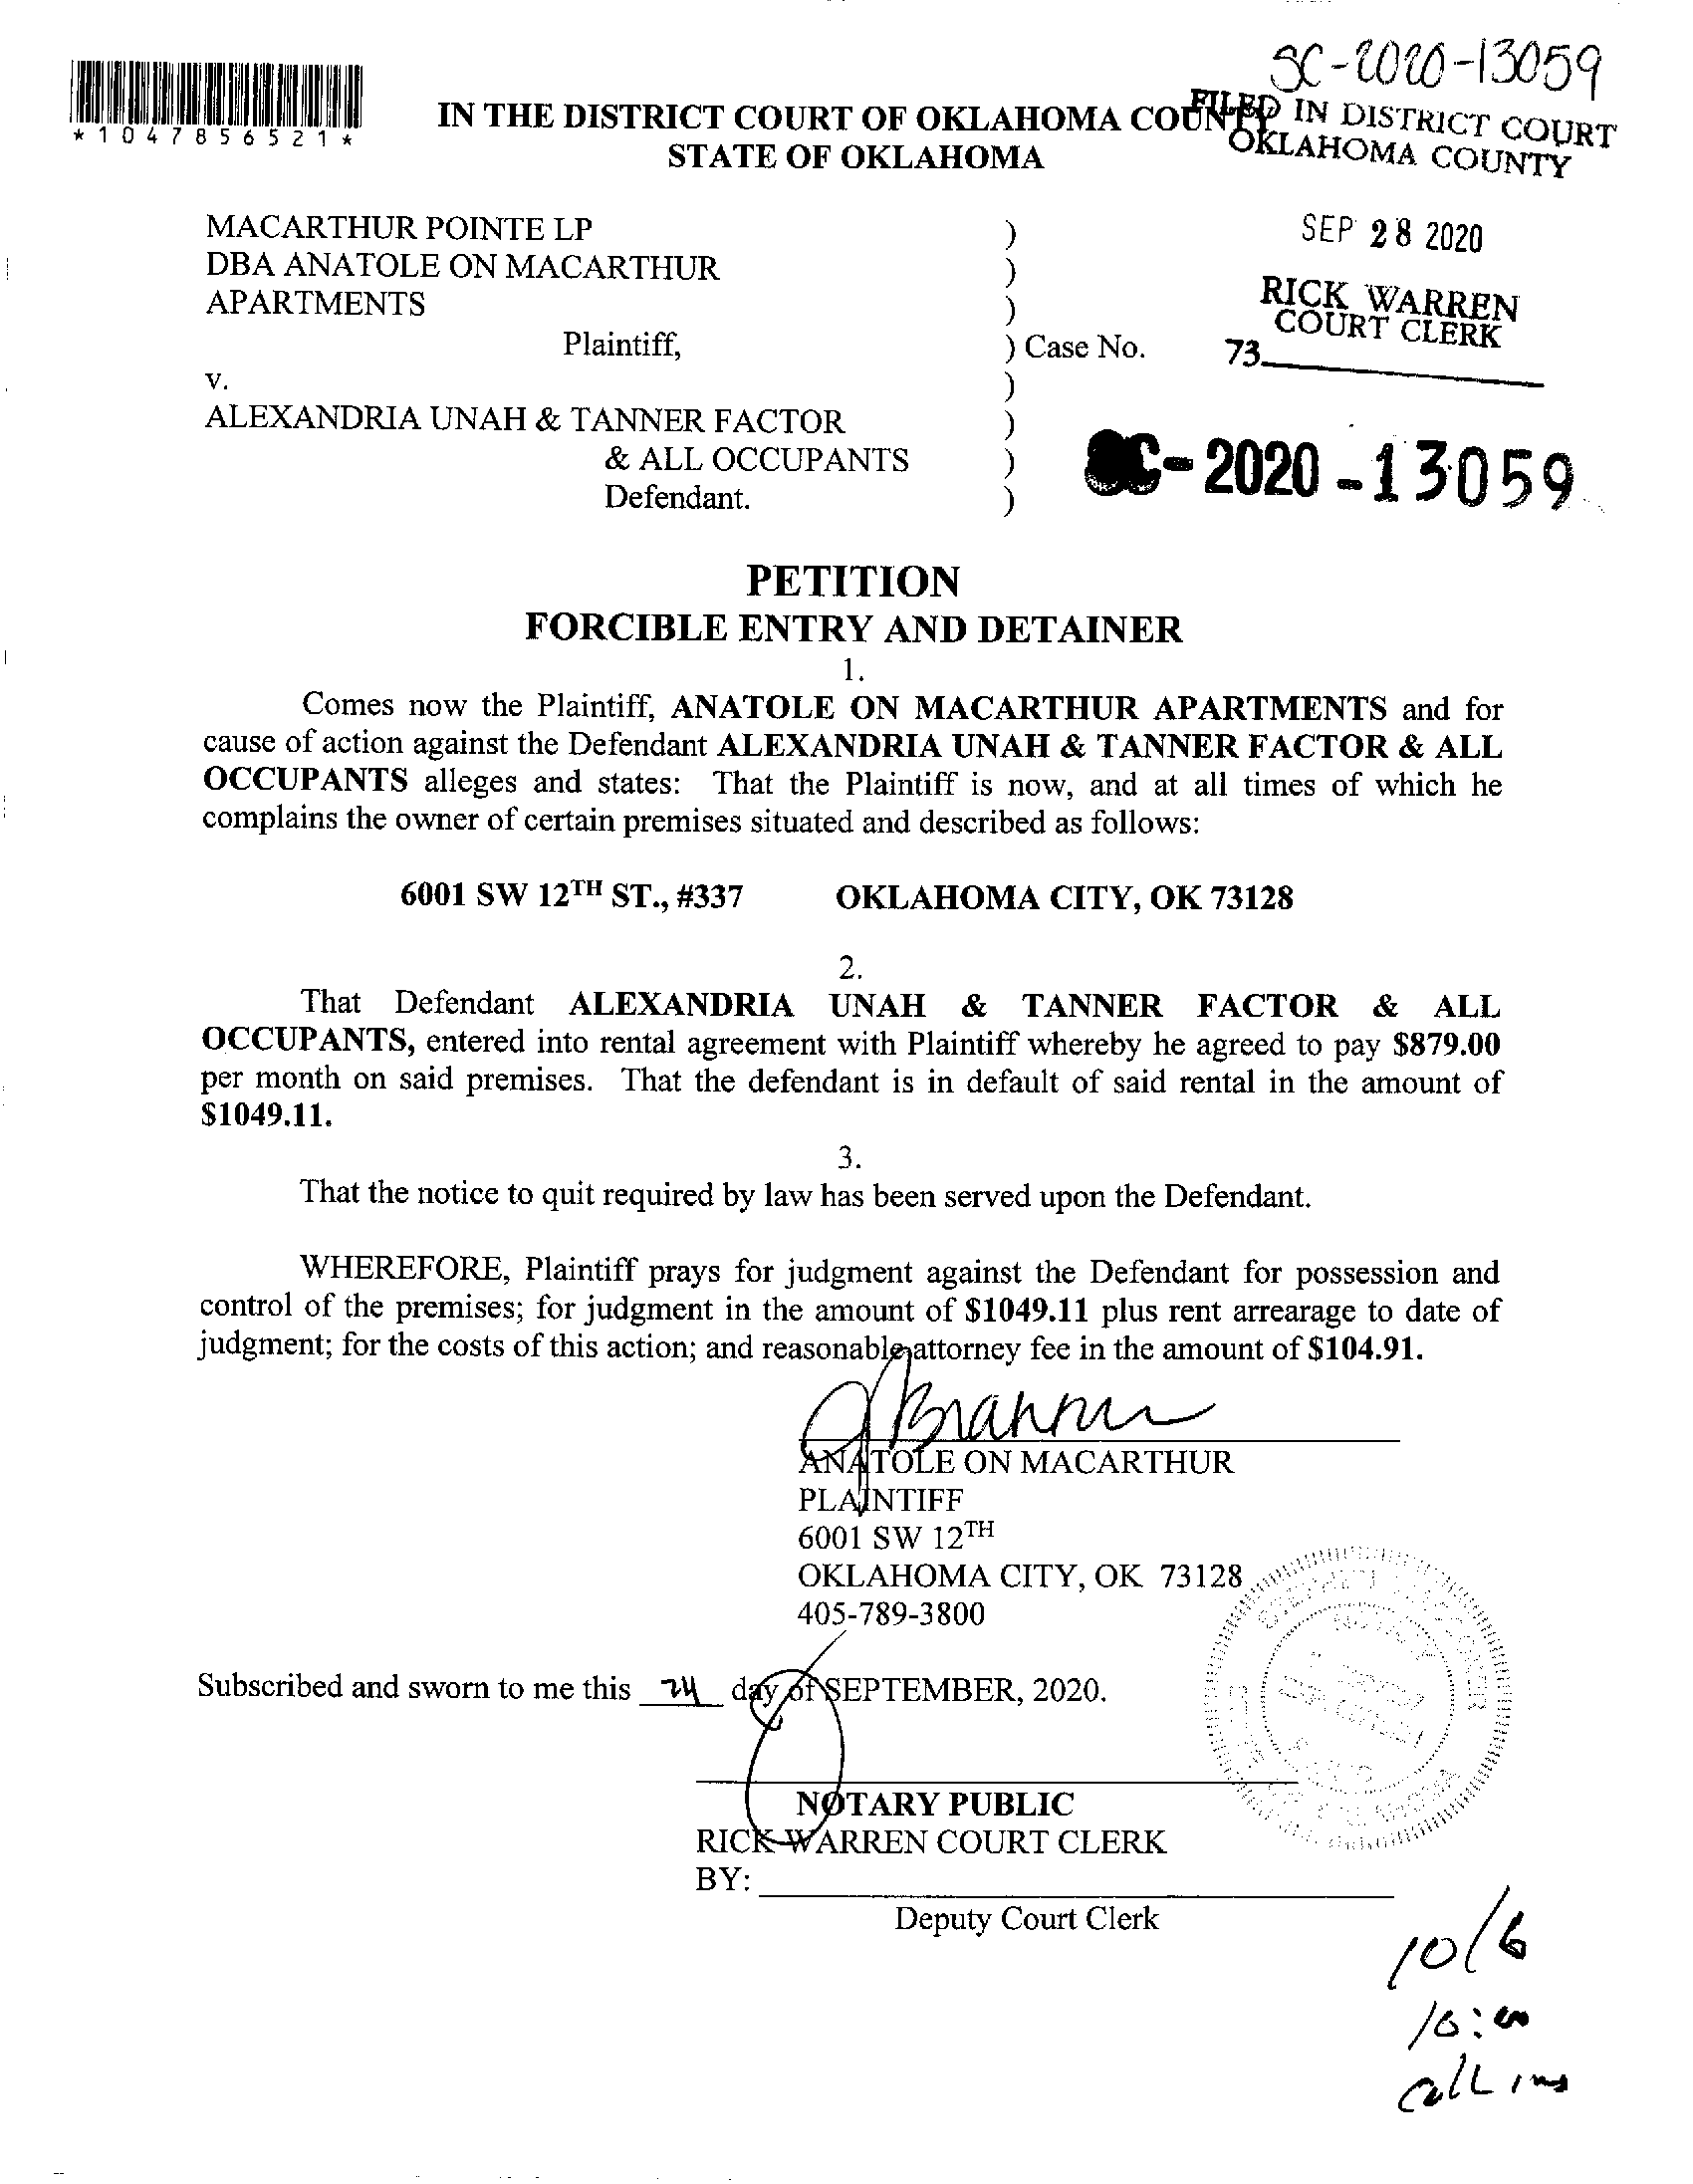 SC-2020-13059
*1047856521*
IN THE DISTRICT COURT OF OKLAHOMA COUNTY
STATE OF OKLAHOMA
FILED IN DISTRICT COURT
OKLAHOMA COUNTY
SEP 28 2020
RICK WARREN
COURT CLERK
73
MACARTHUR POINTE LP )
DBA ANATOLE ON MACARTHUR )
APARTMENTS )
Plaintiff, ) Case No.
v. )
ALEXANDRIA UNAH & TANNER FACTOR )
& ALL OCCUPANTS )
Defendant. )
SC-2020-13059
PETITION
FORCIBLE ENTRY AND DETAINER
1.
Comes now the Plaintiff, ANATOLE ON MACARTHUR APARTMENTS and for
cause of action against the Defendant ALEXANDRIA UNAH & TANNER FACTOR & ALL
OCCUPANTS alleges and states: That the Plaintiff is now, and at all times of which he
complains the owner of certain premises situated and described as follows:
6001 SW 12TH ST., #337 OKLAHOMA CITY, OK 73128
2.
That Defendant ALEXANDRIA UNAH & TANNER FACTOR & ALL
OCCUPANTS, entered into rental agreement with Plaintiff whereby he agreed to pay $879.00
per month on said premises. That the defendant is in default of said rental in the amount of
$1049.11.
3.
That the notice to quit required by law has been served upon the Defendant.
WHEREFORE, Plaintiff prays for judgment against the Defendant for possession and
control of the premises; for judgment in the amount of $1049.11 plus rent arrearage to date of
judgment; for the costs of this action; and reasonable attorney fee in the amount of $104.91.
ANATOLE ON MACARTHUR
PLAINTIFF
6001 SW 12TH
OKLAHOMA CITY, OK 73128
405-789-3800
Subscribed and sworn to me this 24 day of SEPTEMBER, 2020.
NOTARY PUBLIC
RICK WARREN COURT CLERK
BY:
Deputy Court Clerk
10/6